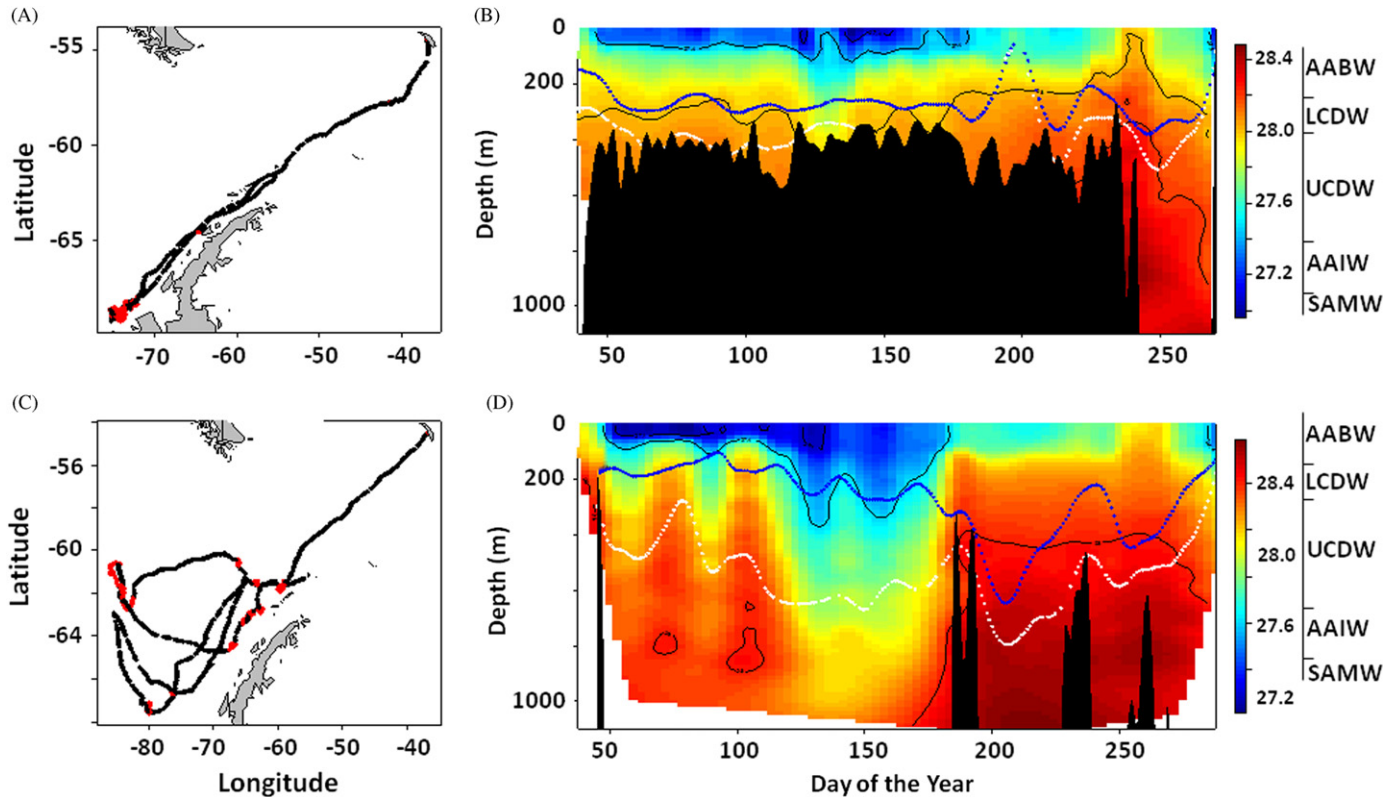 (A)
-55
-60
-65
Latitude
-70
-60
-50
-40
(B)
0
200
1000
Depth (m)
50
100
150
200
250
28.4
28.0
27.6
27.2
AABW
LCDW
UCDW
AAIW
SAMW
(C)
-56
-60
-64
Latitude
-80
-70
-60
-50
-40
Longitude
(D)
0
200
1000
Depth (m)
50
100
150
200
250
Day of the Year
28.4
28.0
27.6
27.2
AABW
LCDW
UCDW
AAIW
SAMW